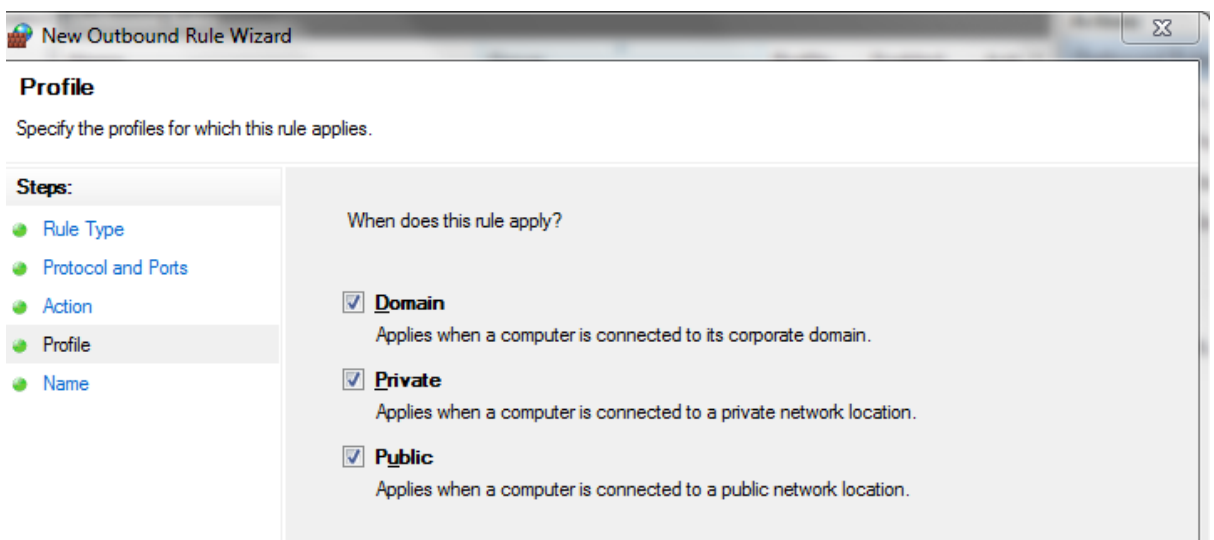 New Outbound Rule Wizard
Profile
Specify the profiles for which this rule applies.
Steps:
Rule Type
Protocol and Ports
Action
Profile
Name
When does this rule apply?
Domain
Applies when a computer is connected to its corporate domain.
Private
Applies when a computer is connected to a private network location.
Public
Applies when a computer is connected to a public network location.